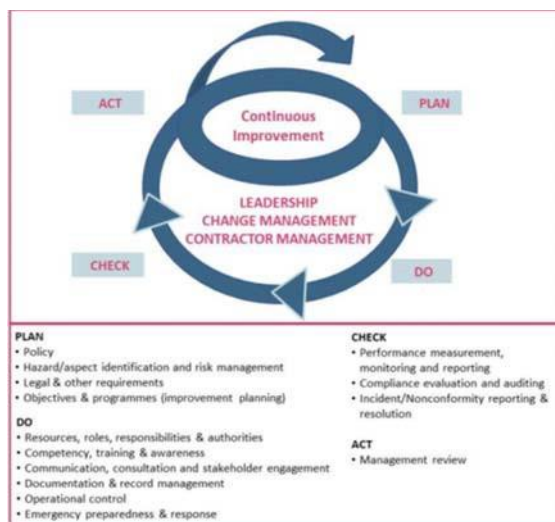 ACT
PLAN
Continuous
Improvement
LEADERSHIP
CHANGE MANAGEMENT
CONTRACTOR MANAGEMENT
CHECK
DO
PLAN
• Policy
• Hazard/aspect identification and risk management
• Legal & other requirements
• Objectives & programmes (improvement planning)
DO
• Resources, roles, responsibilities & authorities
• Competency, training & awareness
• Communication, consultation and stakeholder engagement
• Documentation & record management
• Operational control
• Emergency preparedness & response
CHECK
• Performance measurement,
monitoring and reporting
• Compliance evaluation and auditing
• Incident/Nonconformity reporting &
resolution
ACT
• Management review